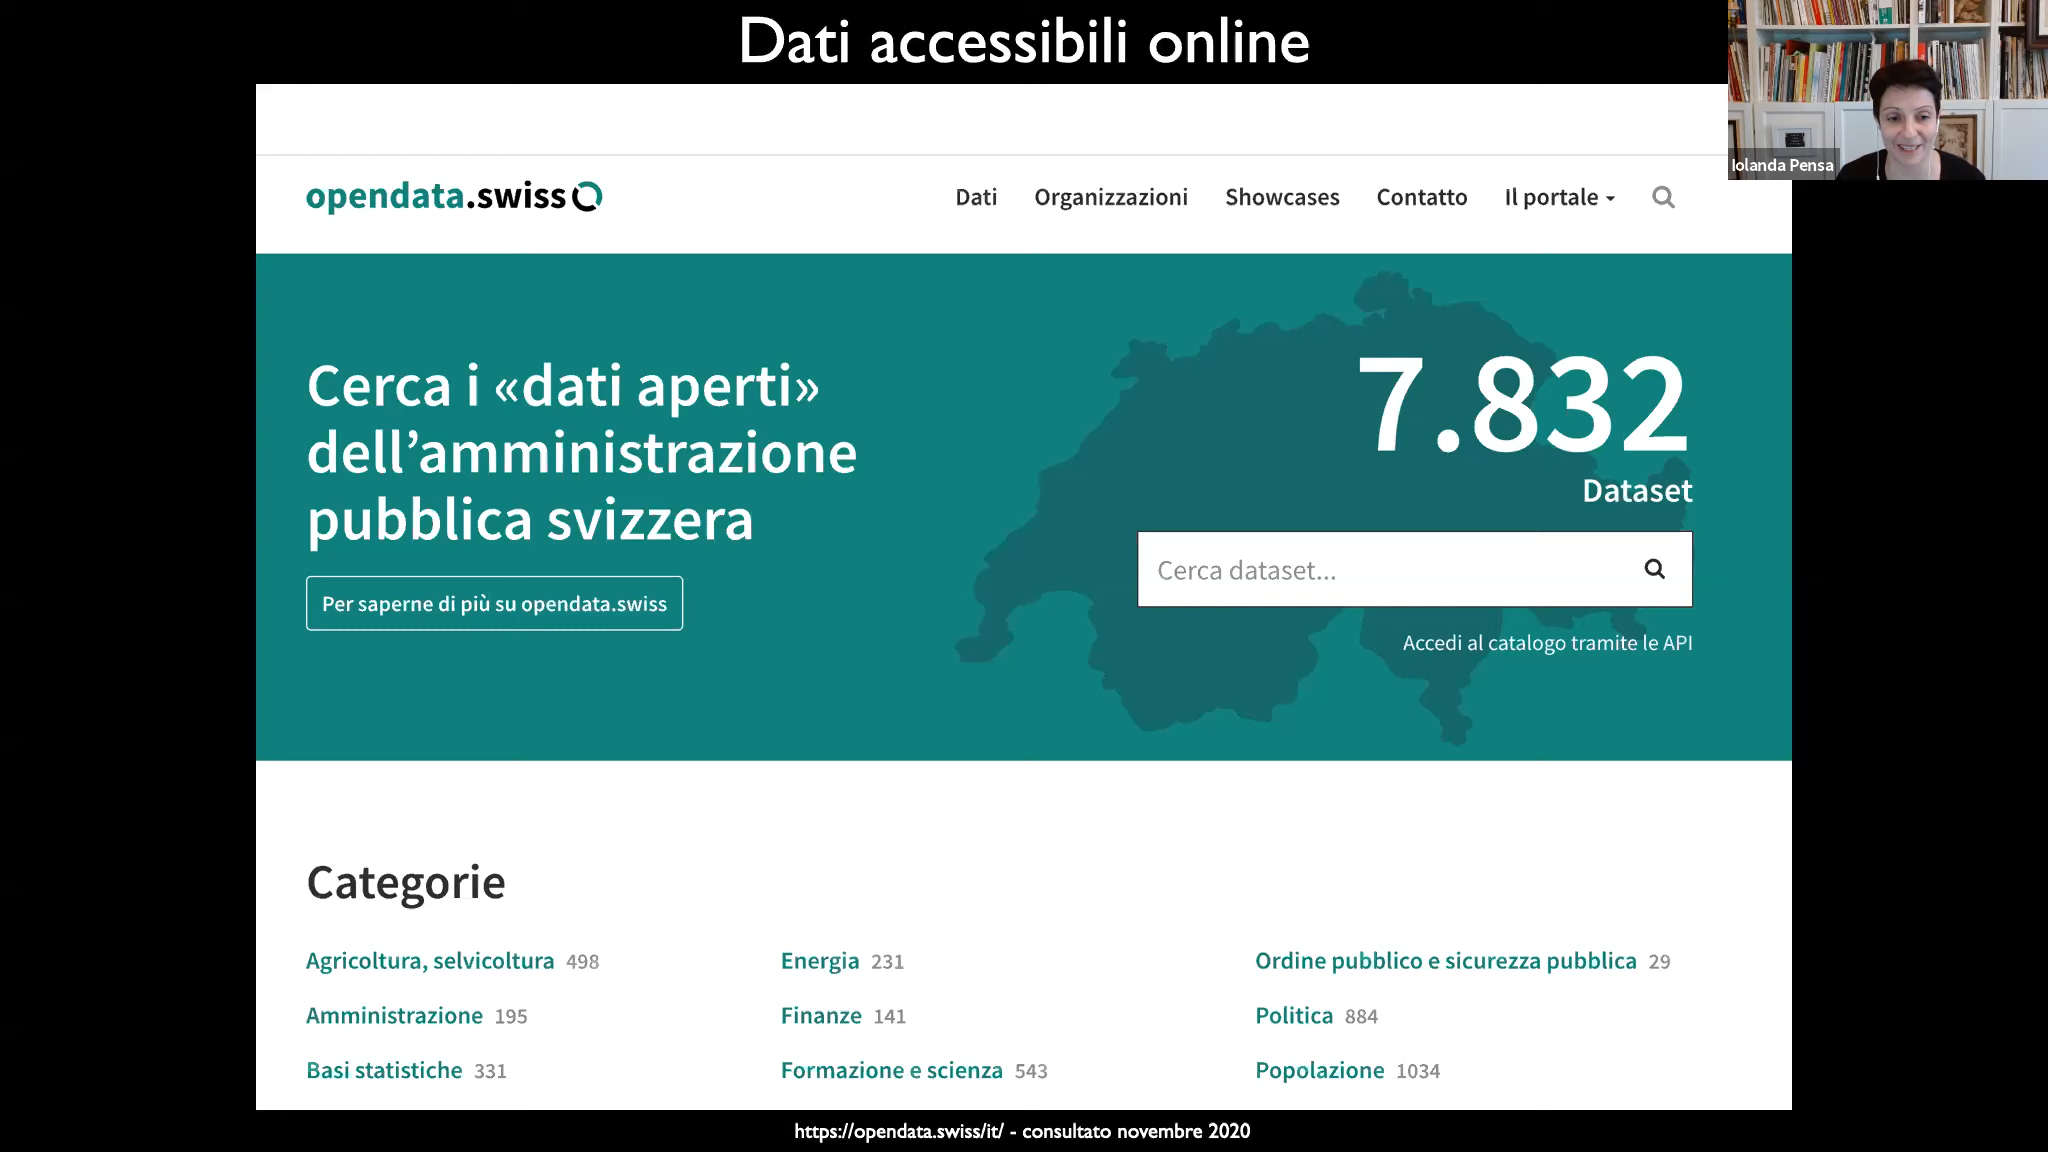 Dati accessibili online
Iolanda Pensa
opendata.swiss
Dati Organizzazioni Showcases Contatto Il portale
Cerca i «dati aperti»
dell’amministrazione
pubblica svizzera
Per saperne di più su opendata.swiss
7.832
Dataset
Cerca dataset...
Accedi al catalogo tramite le API
Categorie
Agricoltura, selvicoltura 498
Energia 231
Ordine pubblico e sicurezza pubblica 29
Amministrazione 195
Finanze 141
Politica 884
Basi statistiche 331
Formazione e scienza 543
Popolazione 1034
https://opendata.swiss/it/ - consultato novembre 2020